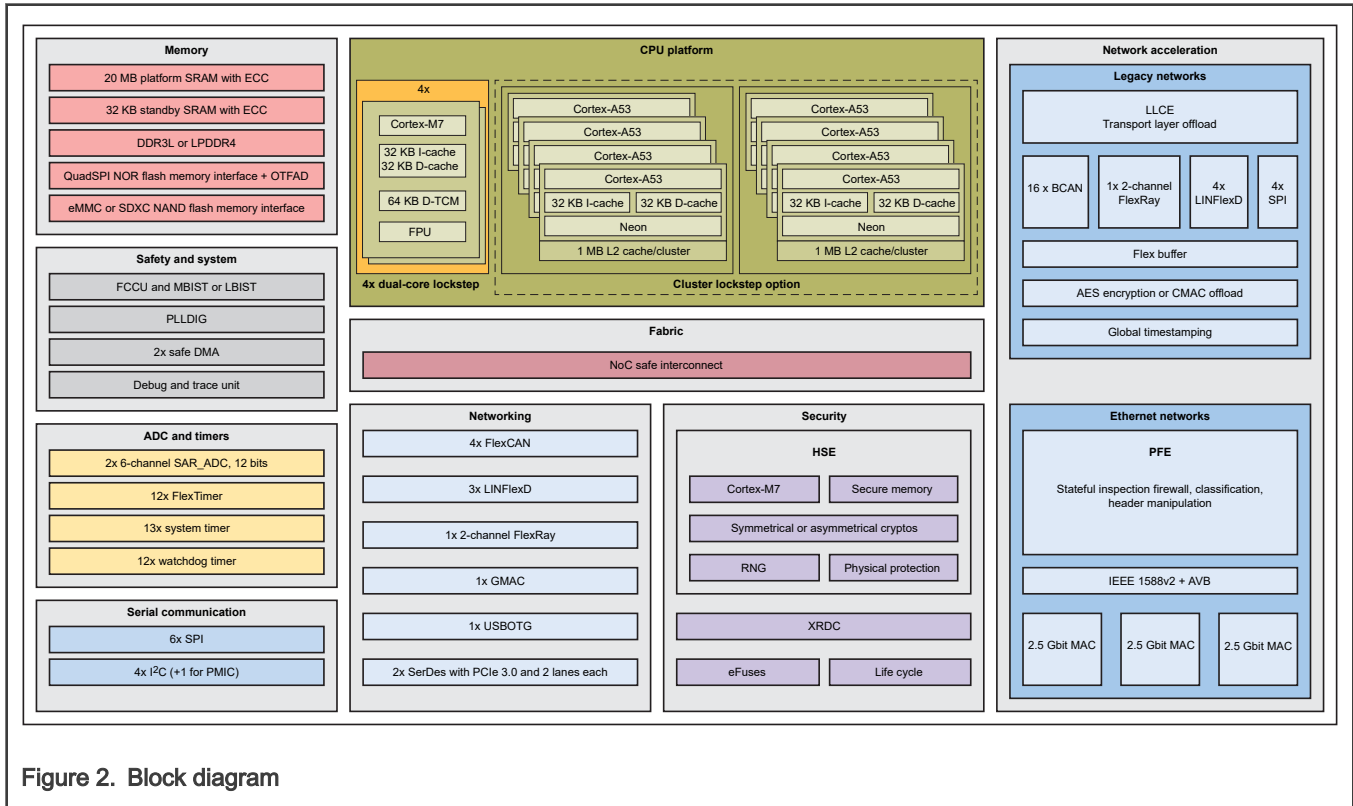 Memory
20 MB platform SRAM with ECC
32 KB standby SRAM with ECC
DDR3L or LPDDR4
QuadSPI NOR flash memory interface + OTFAD
eMMC or SDXC NAND flash memory interface
Safety and system
FCCU and MBIST or LBIST
PLLDIG
2x safe DMA
Debug and trace unit
ADC and timers
2x 6-channel SAR_ADC, 12 bits
12x FlexTimer
13x system timer
12x watchdog timer
Serial communication
6x SPI
4x I²C (+1 for PMIC)
CPU platform
4x
Cortex-M7
32 KB I-cache
32 KB D-cache
64 KB D-TCM
FPU
4x dual-core lockstep
Cortex-A53
Cortex-A53
Cortex-A53
Cortex-A53
32 KB I-cache
32 KB D-cache
Neon
1 MB L2 cache/cluster
Cortex-A53
Cortex-A53
Cortex-A53
Cortex-A53
32 KB I-cache
32 KB D-cache
Neon
1 MB L2 cache/cluster
Cluster lockstep option
Fabric
NoC safe interconnect
Networking
4x FlexCAN
3x LINFlexD
1x 2-channel FlexRay
1x GMAC
1x USBOTG
2x SerDes with PCIe 3.0 and 2 lanes each
Security
HSE
Cortex-M7
Secure memory
Symmetrical or asymmetrical cryptos
RNG
Physical protection
XRDC
eFuses
Life cycle
Network acceleration
Legacy networks
LLCE
Transport layer offload
16 x BCAN
1x 2-channel
FlexRay
4x
LINFlexD
4x
SPI
Flex buffer
AES encryption or CMAC offload
Global timestamping
Ethernet networks
PFE
Stateful inspection firewall, classification,
header manipulation
IEEE 1588v2 + AVB
2.5 Gbit MAC
2.5 Gbit MAC
2.5 Gbit MAC
Figure 2. Block diagram